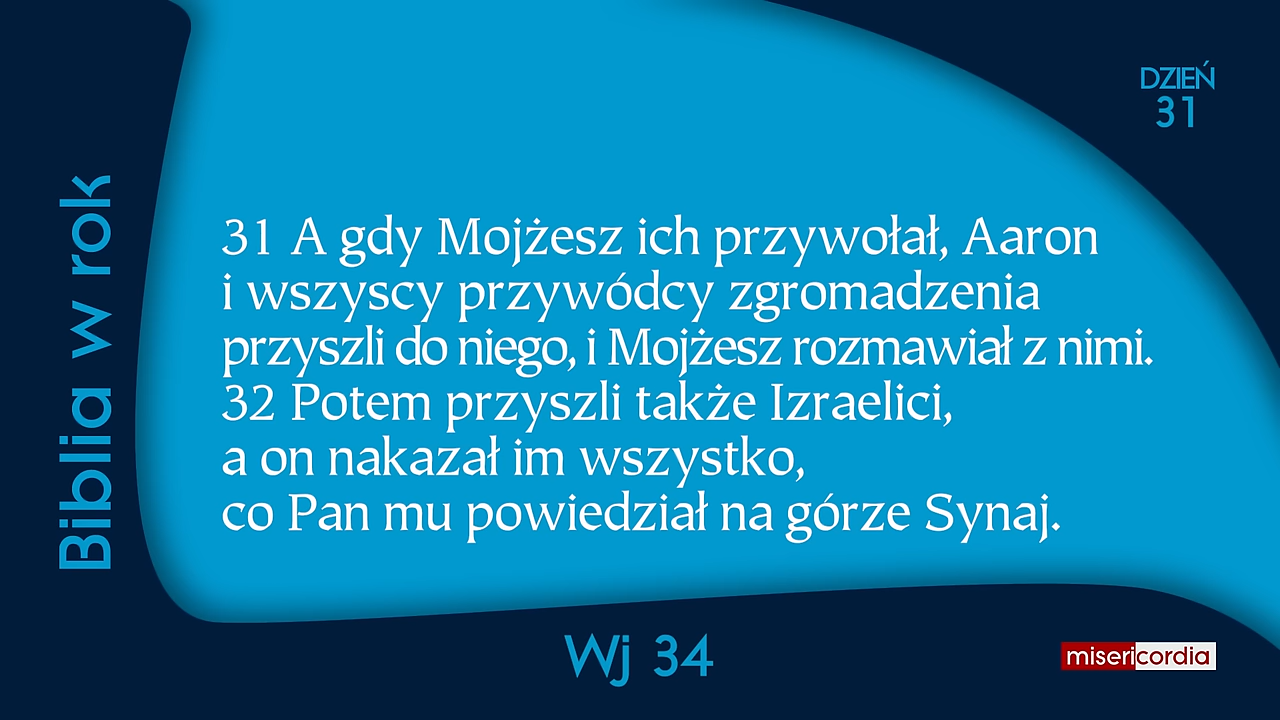 DZIEŃ
31
Biblia w rok
31 A gdy Mojżesz ich przywołał, Aaron
i wszyscy przywódcy zgromadzenia
przyszli do niego, i Mojżesz rozmawiał z nimi.
32 Potem przyszli także Izraelici,
a on nakazał im wszystko,
co Pan mu powiedział na górze Synaj.
Wj 34
misericordia